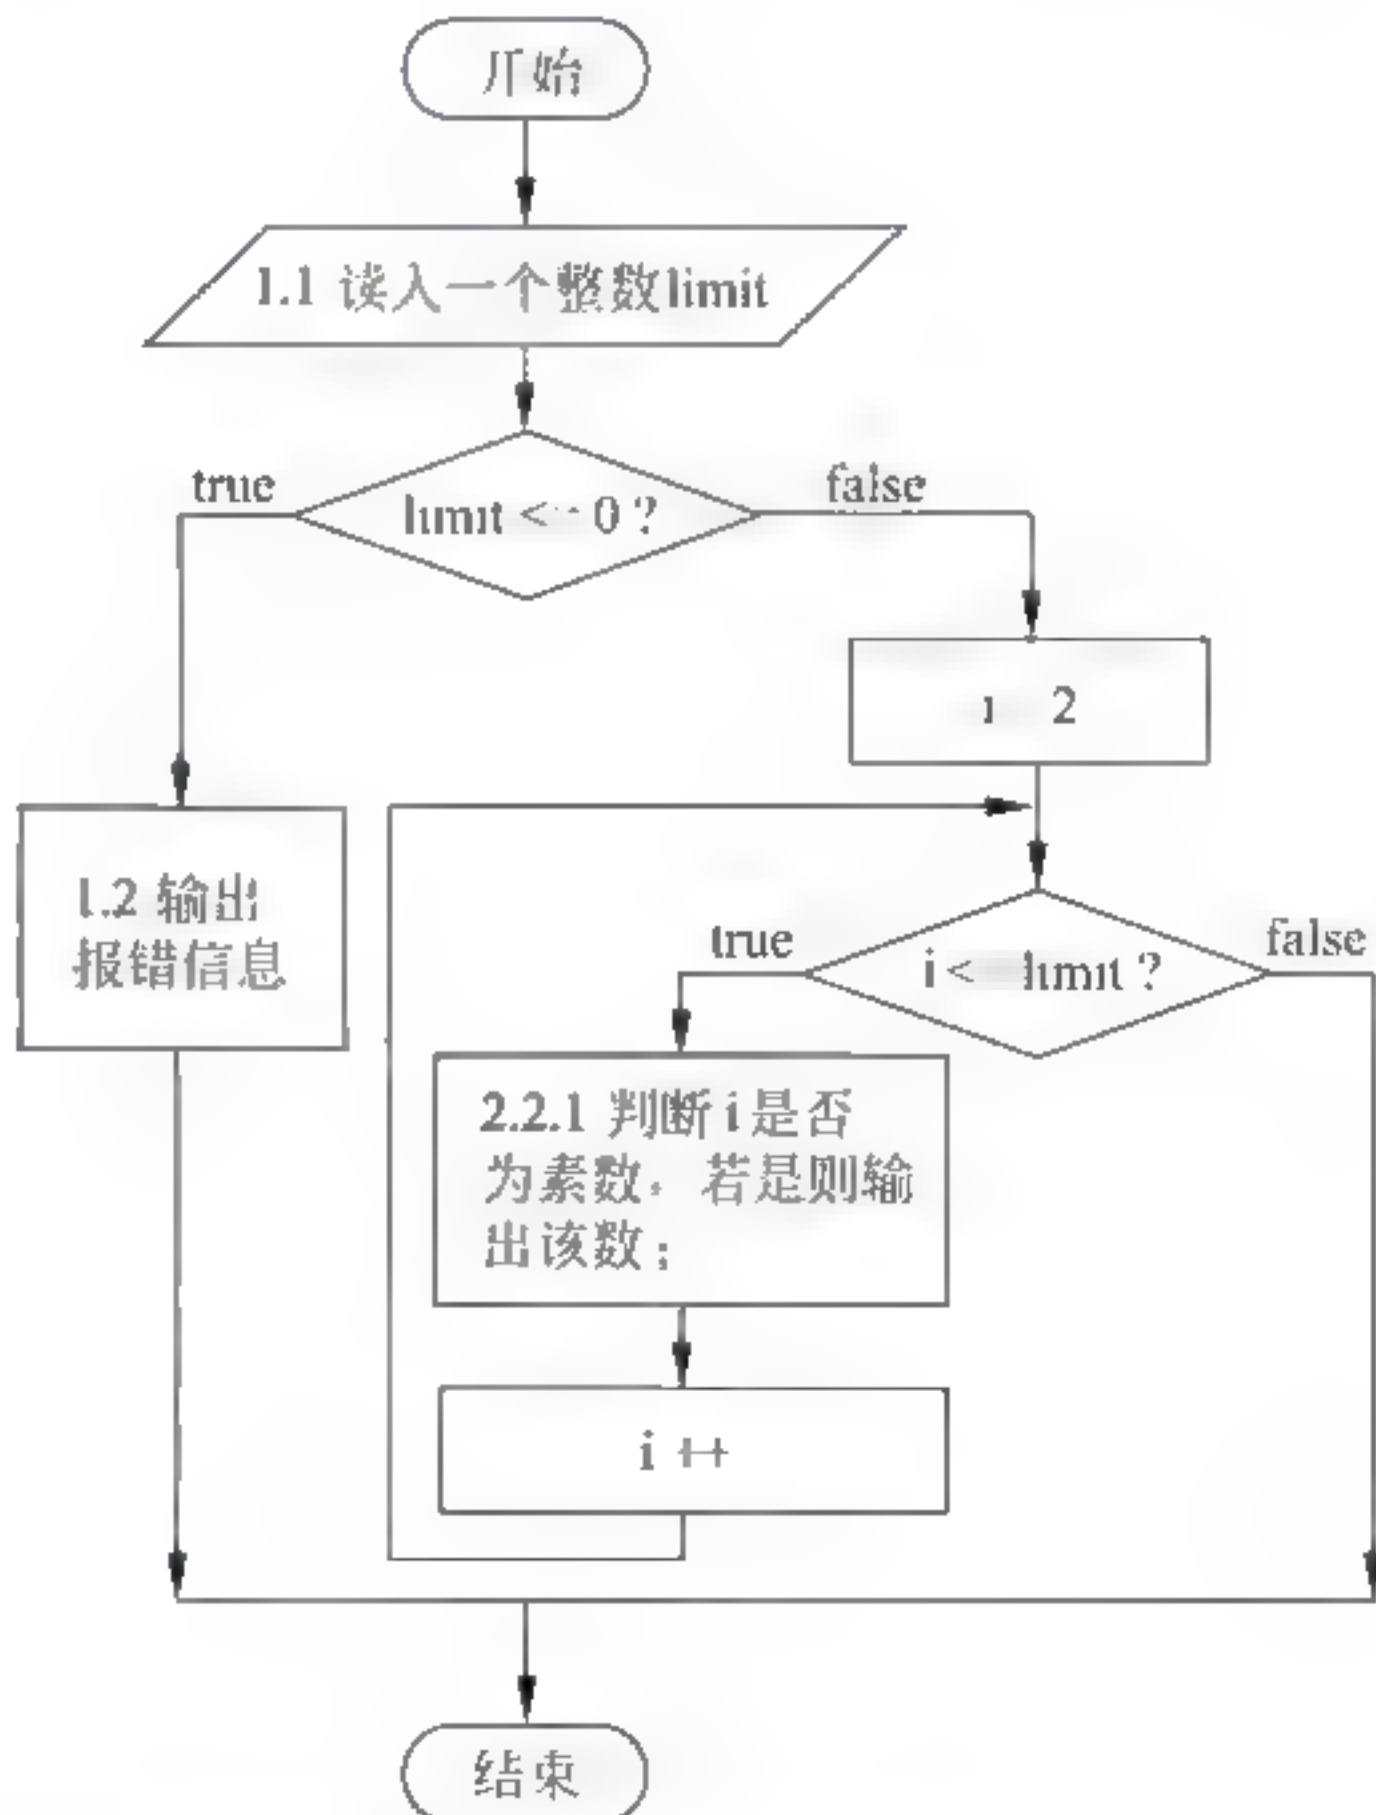 开始
1.1 读入一个整数limit
true
limit <= 0 ?
false
i = 2
1.2 输出
报错信息
true
i <= limit ?
false
2.2.1 判断 i 是否
为素数，若是则输
出该数；
i ++
结束